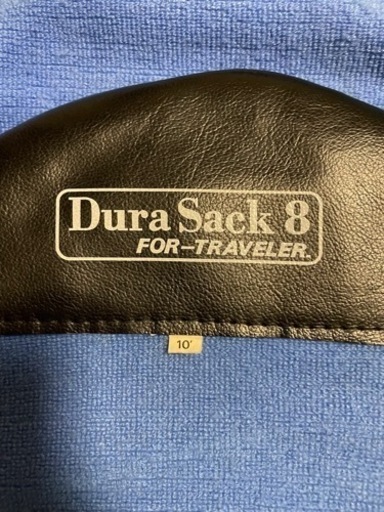 Dura Sack 8
FOR-TRAVELER.
10'